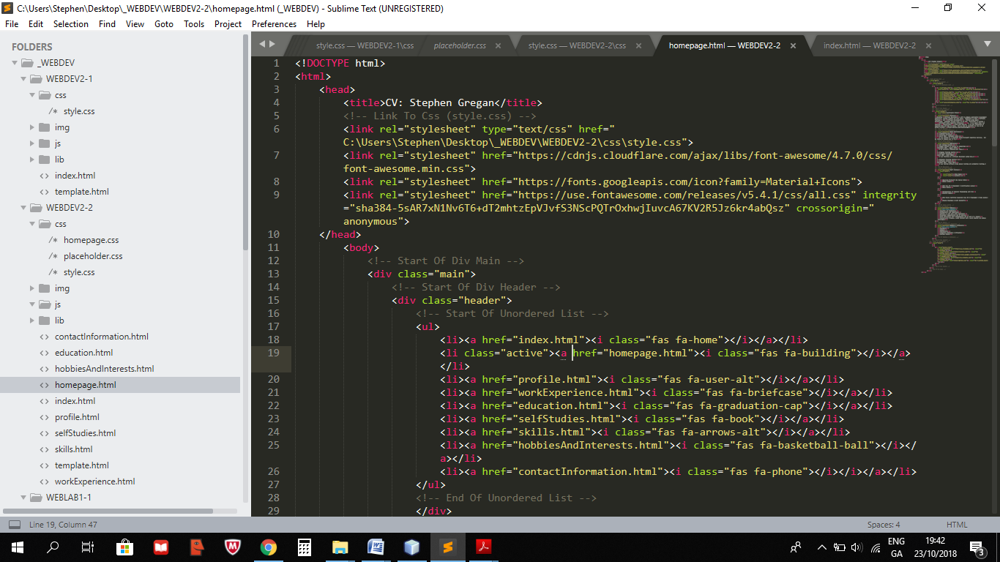 C:\Users\Stephen\Desktop\_WEBDEV\WEBDEV2-2\homepage.html (_WEBDEV) - Sublime Text (UNREGISTERED)
File Edit Selection Find View Goto Tools Project Preferences Help
FOLDERS
_WEBDEV
WEBDEV2-1
css
/* style.css
img
js
lib
<> index.html
<> template.html
WEBDEV2-2
css
/* homepage.css
/* placeholder.css
/* style.css
img
js
lib
<> contactInformation.html
<> education.html
<> hobbiesAndInterests.html
<> homepage.html
<> index.html
<> profile.html
<> selfStudies.html
<> skills.html
<> template.html
<> workExperience.html
WEBLAB1-1
style.css — WEBDEV2-1\css placeholder.css style.css — WEBDEV2-2\css homepage.html — WEBDEV2-2 index.html — WEBDEV2-2
1 <!DOCTYPE html>
2 <html>
3 <head>
4 <title>CV: Stephen Gregan</title>
5 <!-- Link To Css (style.css) -->
6 <link rel="stylesheet" type="text/css" href="
C:\Users\Stephen\Desktop\_WEBDEV\WEBDEV2-2\css\style.css">
7 <link rel="stylesheet" href="https://cdnjs.cloudflare.com/ajax/libs/font-awesome/4.7.0/css/
font-awesome.min.css">
8 <link rel="stylesheet" href="https://fonts.googleapis.com/icon?family=Material+Icons">
9 <link rel="stylesheet" href="https://use.fontawesome.com/releases/v5.4.1/css/all.css" integrity
="sha384-5sAR7xN1Nv6T6+dT2mhtzEpVJvfS3NScPQTrOxhwjIuvcA67KV2R5Jz6kr4abQsz" crossorigin="
anonymous">
10 </head>
11 <body>
12 <!-- Start Of Div Main -->
13 <div class="main">
14 <!-- Start Of Div Header -->
15 <div class="header">
16 <!-- Start Of Unordered List -->
17 <ul>
18 <li><a href="index.html"><i class="fas fa-home"></i></a></li>
19 <li class="active"><a href="homepage.html"><i class="fas fa-building"></i></a>
</li>
20 <li><a href="profile.html"><i class="fas fa-user-alt"></i></a></li>
21 <li><a href="workExperience.html"><i class="fas fa-briefcase"></i></a></li>
22 <li><a href="education.html"><i class="fas fa-graduation-cap"></i></a></li>
23 <li><a href="selfStudies.html"><i class="fas fa-book"></i></a></li>
24 <li><a href="skills.html"><i class="fas fa-arrows-alt"></i></a></li>
25 <li><a href="hobbiesAndInterests.html"><i class="fas fa-basketball-ball"></i></
a></li>
26 <li><a href="contactInformation.html"><i class="fas fa-phone"></i></i></a></li>
27 </ul>
28 <!-- End Of Unordered List -->
29 </div>
Line 19, Column 47 Spaces: 4 HTML
ENG 19:42
GA 23/10/2018 3